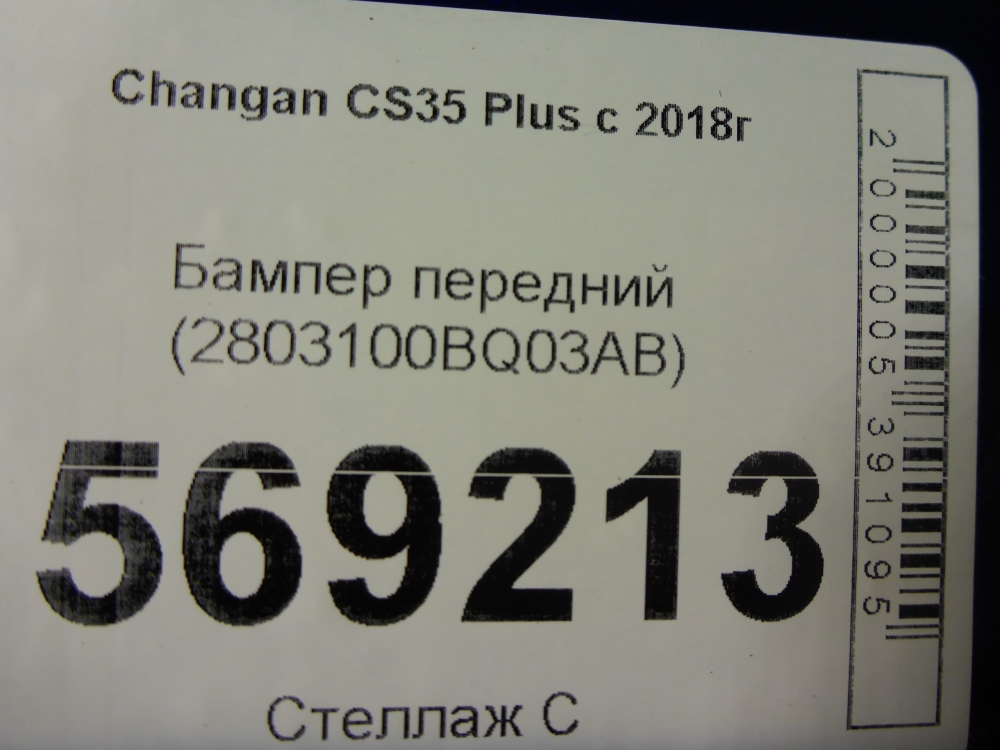 Changan CS35 Plus с 2018г
Бампер передний
(2803100BQ03AB)
569213
Стеллаж С
2000005391095